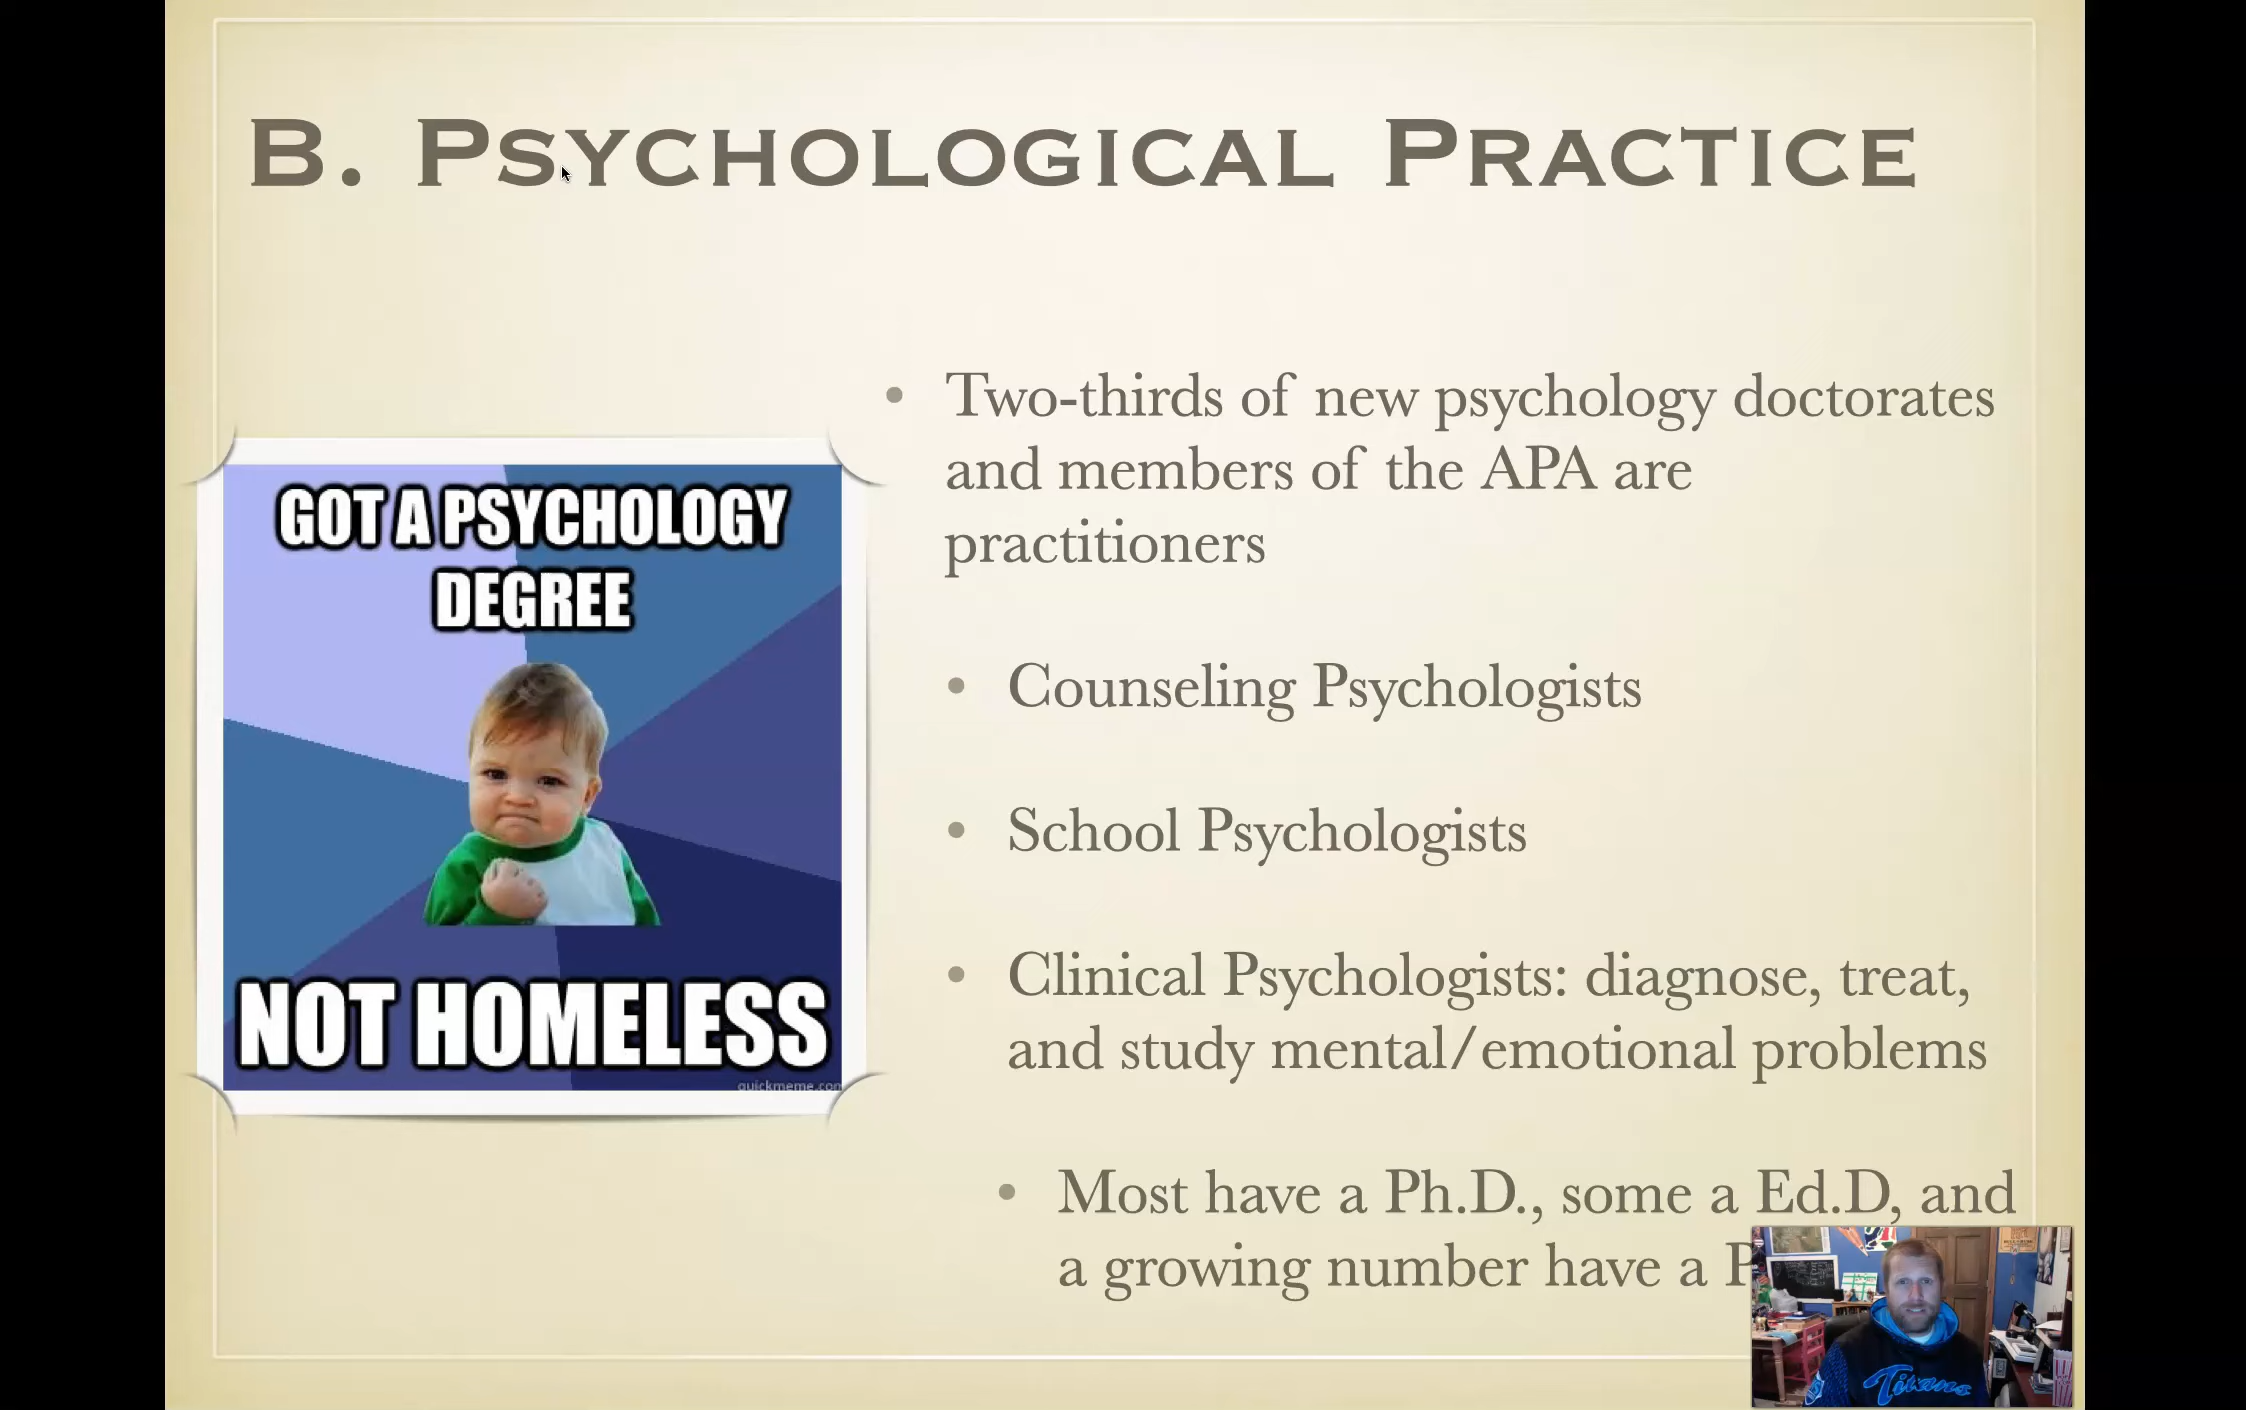 B. Psychological Practice
GOT A PSYCHOLOGY
DEGREE
NOT HOMELESS
quickmeme.com
• Two-thirds of new psychology doctorates
and members of the APA are
practitioners
• Counseling Psychologists
• School Psychologists
• Clinical Psychologists: diagnose, treat,
and study mental/emotional problems
• Most have a Ph.D., some a Ed.D, and
a growing number have a
Titans